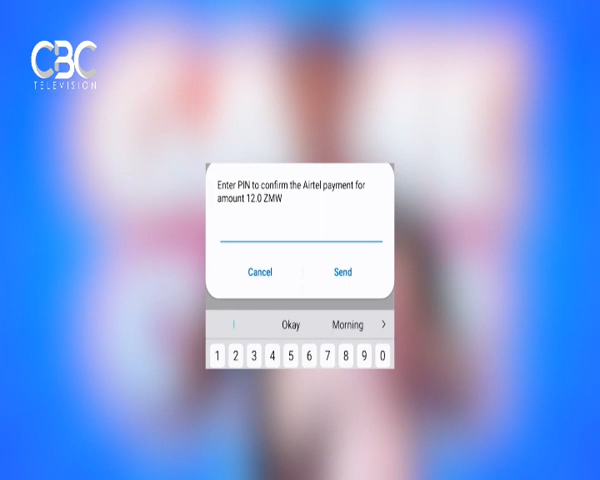 CBC
TELEVISION
Enter PIN to confirm the Airtel payment for
amount 12.0 ZMW
Cancel Send
I Okay Morning >
1 2 3 4 5 6 7 8 9 0